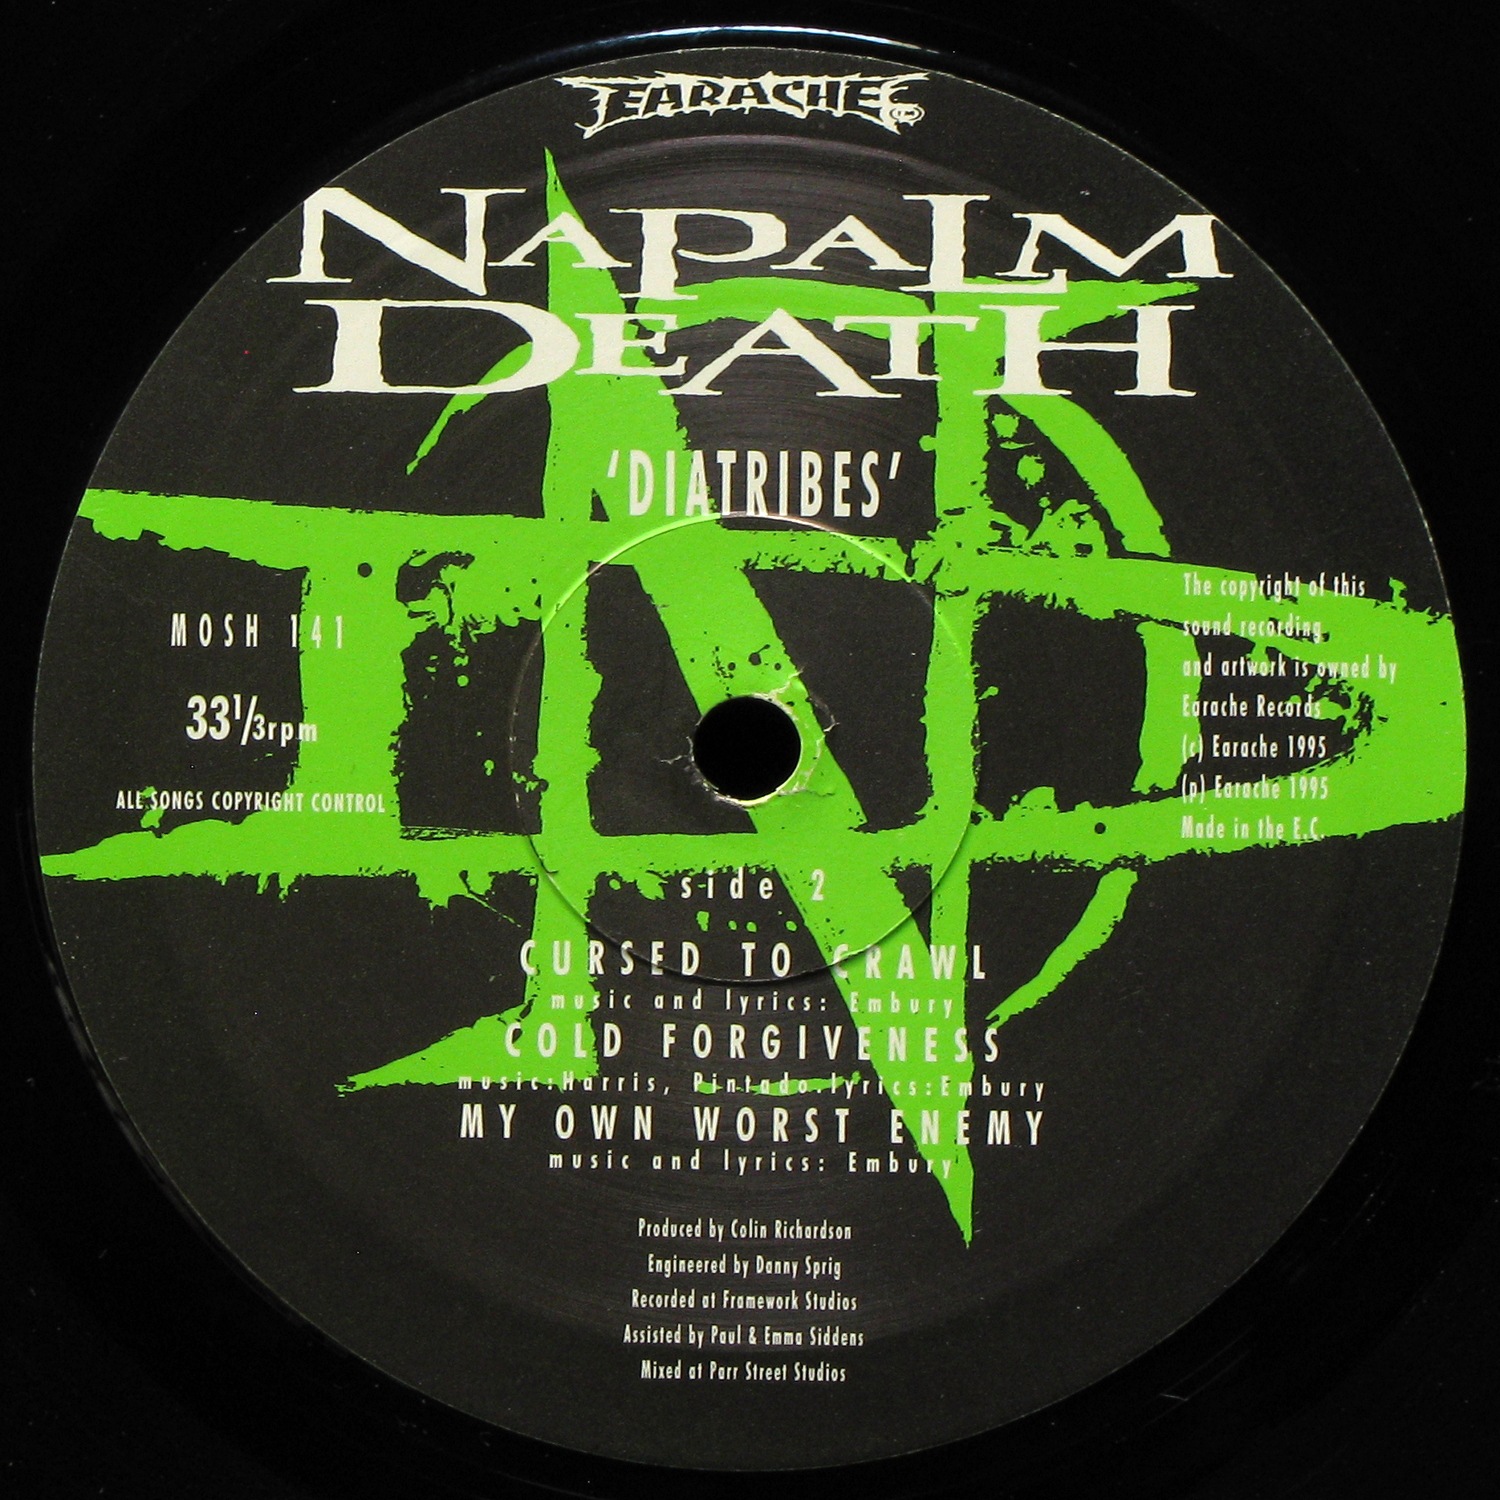 EARACHE
NAPALM
DEATH
'DIATRIBES'
MOSH 141
33 1/3rpm
ALL SONGS COPYRIGHT CONTROL
The copyright of this
sound recording
and artwork is owned by
Earache Records
(c) Earache 1995
(p) Earache 1995
Made in the E.C.
side 2
CURSED TO CRAWL
music and lyrics: Embury
COLD FORGIVENESS
music:Harris, Pintado.lyrics:Embury
MY OWN WORST ENEMY
music and lyrics: Embury
Produced by Colin Richardson
Engineered by Danny Sprig
Recorded at Framework Studios
Assisted by Paul & Emma Siddens
Mixed at Parr Street Studios